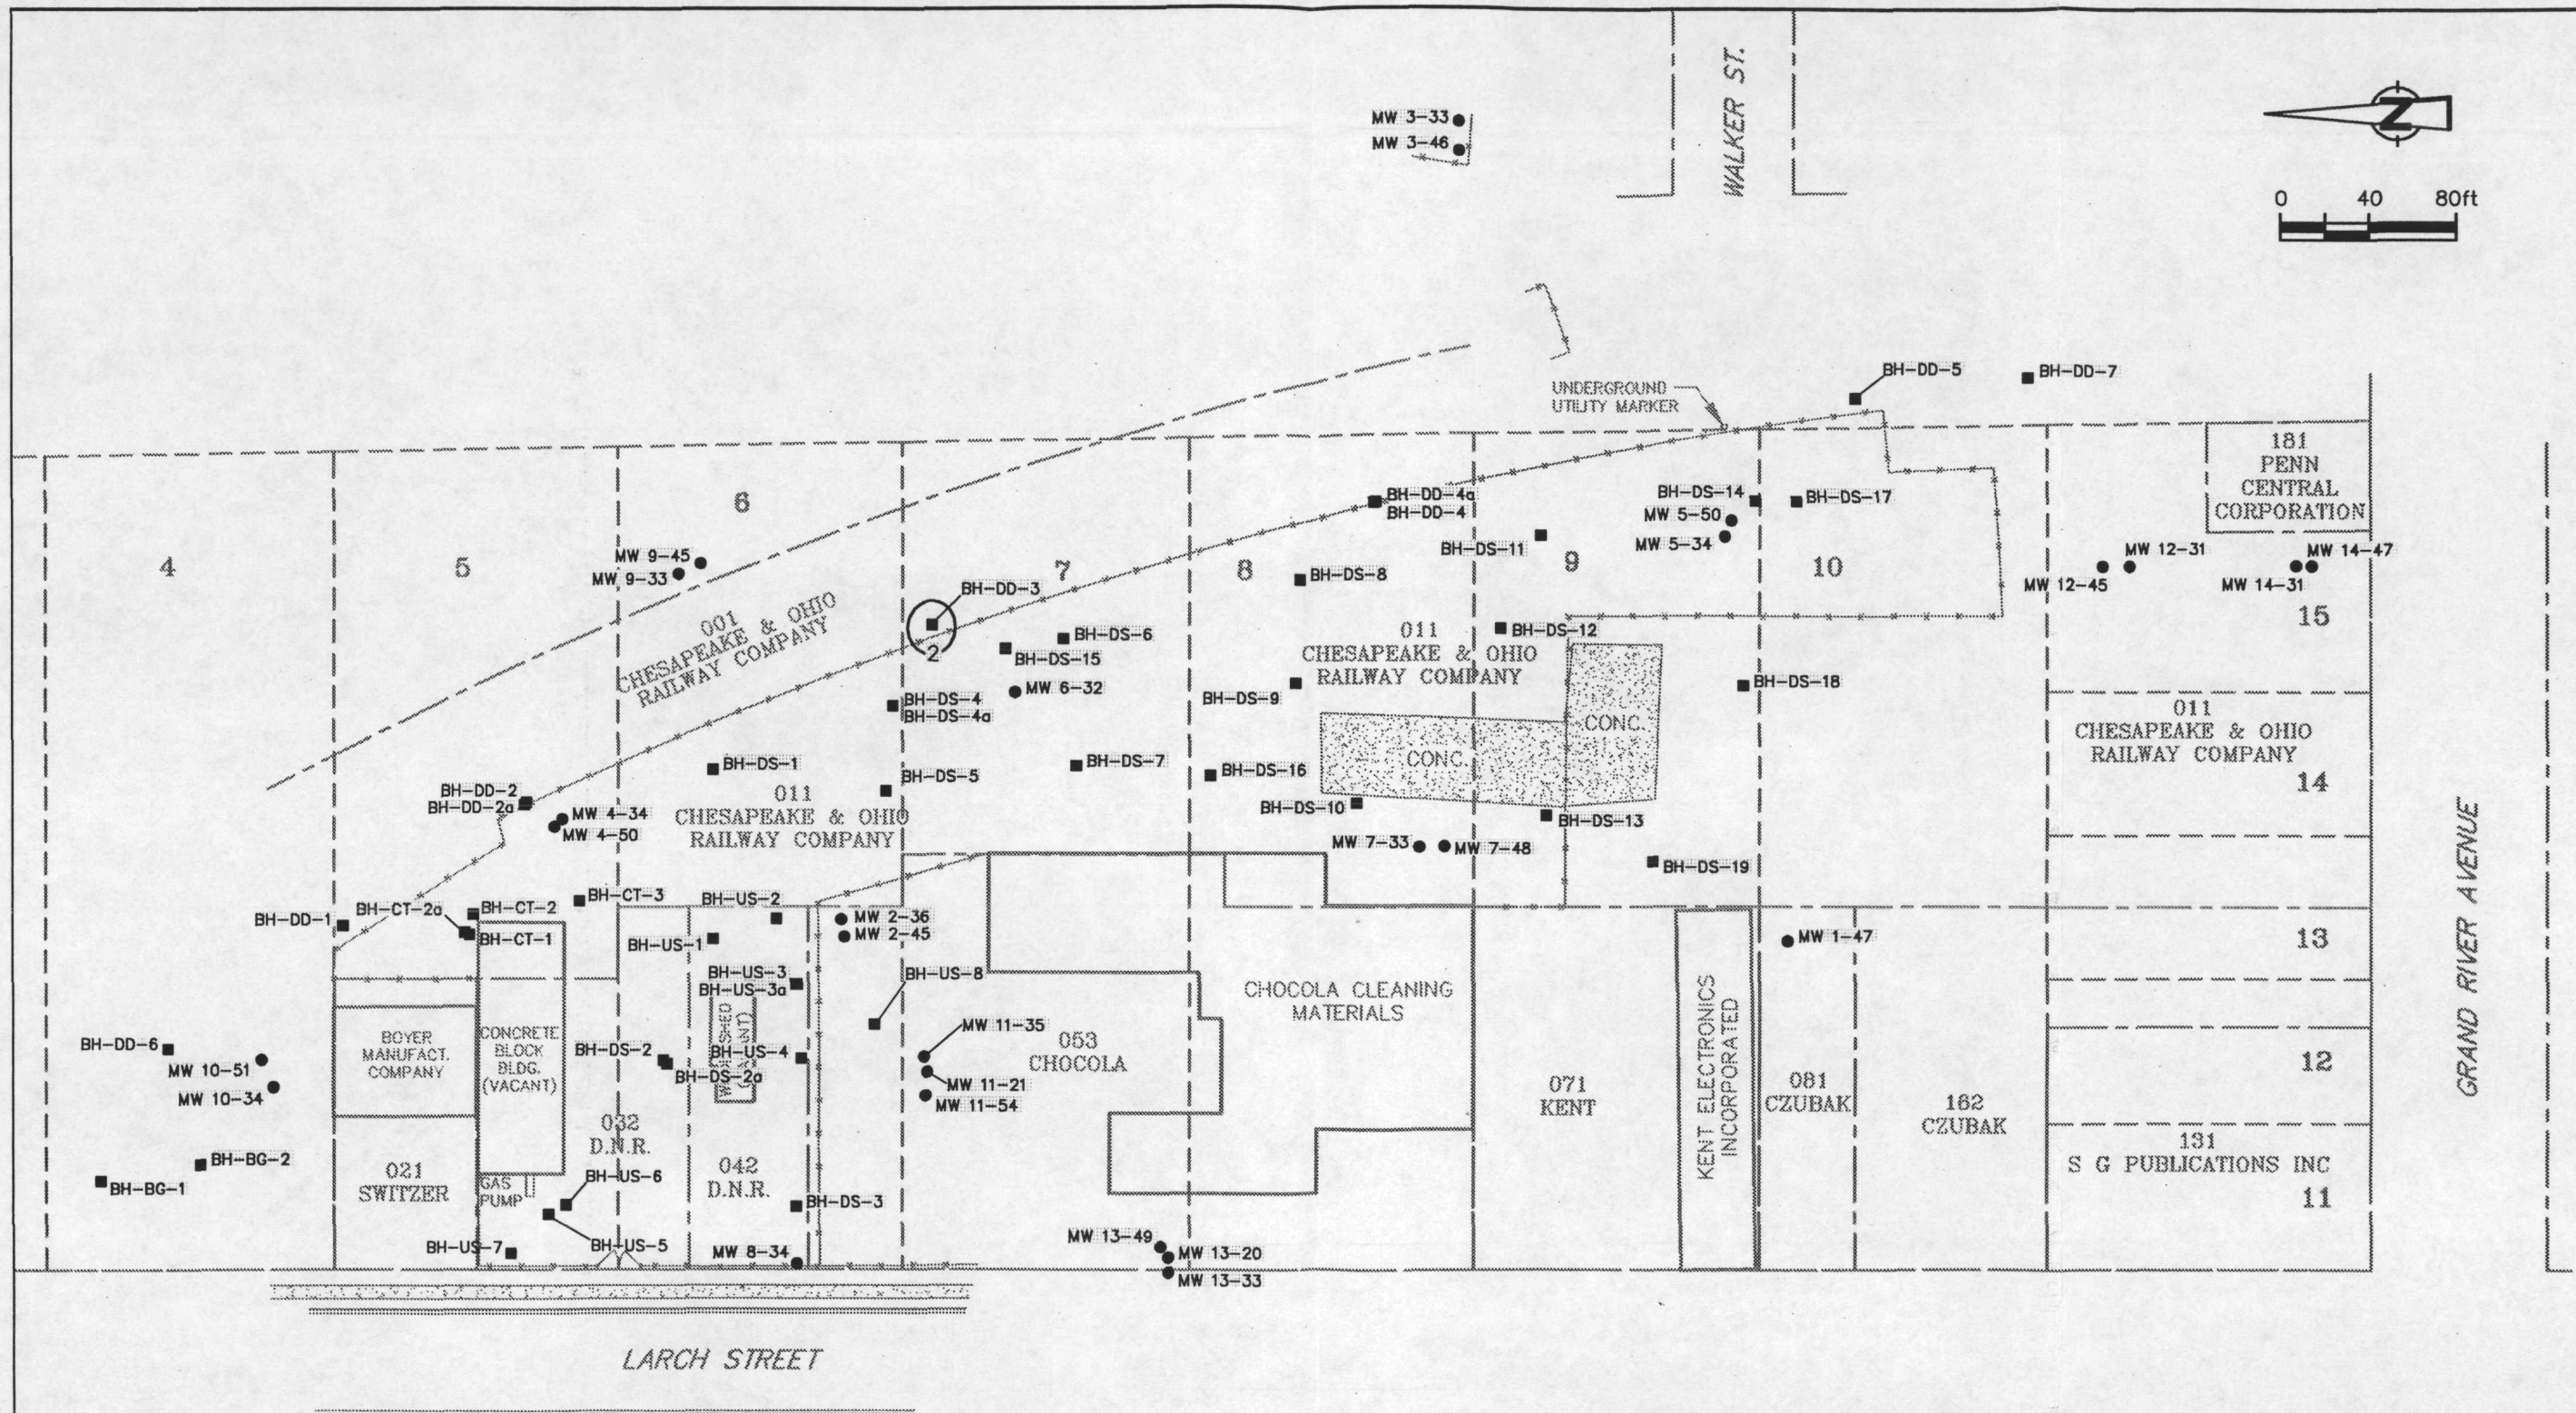 WALKER ST.
N
0 40 80ft
MW 3-33
MW 3-46
UNDERGROUND
UTILITY MARKER
BH-DD-5
BH-DD-7
181
PENN
CENTRAL
CORPORATION
6
BH-DD-4a
BH-DD-4
BH-DS-14
BH-DS-17
MW 5-50
MW 5-34
BH-DS-11
4
5
MW 9-45
MW 9-33
7
8
9
10
MW 12-31
MW 12-45
MW 14-47
MW 14-31
15
BH-DD-3
2
BH-DS-8
001
CHESAPEAKE & OHIO
RAILWAY COMPANY
BH-DS-6
BH-DS-15
MW 6-32
BH-DS-4
BH-DS-4a
BH-DS-9
011
CHESAPEAKE & OHIO
RAILWAY COMPANY
BH-DS-12
BH-DS-18
CONC.
CONC.
011
CHESAPEAKE & OHIO
RAILWAY COMPANY
14
BH-DS-1
BH-DS-5
BH-DS-7
BH-DS-16
BH-DS-10
BH-DS-13
BH-DD-2
BH-DD-2a
MW 4-34
MW 4-50
011
CHESAPEAKE & OHIO
RAILWAY COMPANY
MW 7-33
MW 7-48
BH-DS-19
GRAND RIVER AVENUE
BH-DD-1
BH-CT-2a
BH-CT-2
BH-CT-1
BH-CT-3
BH-US-2
BH-US-1
MW 2-36
MW 2-45
MW 1-47
13
BH-US-3
BH-US-3a
BH-US-8
CHOCOLA CLEANING
MATERIALS
KENT ELECTRONICS
INCORPORATED
BH-DD-6
MW 10-51
MW 10-34
BOYER
MANUFACT.
COMPANY
CONCRETE
BLOCK
BLDG.
(VACANT)
BH-DS-2
BH-DS-2a
BH-US-4
MW 11-35
MW 11-21
MW 11-54
053
CHOCOLA
071
KENT
081
CZUBAK
162
CZUBAK
12
032
D.N.R.
042
D.N.R.
131
S G PUBLICATIONS INC
11
BH-BG-2
BH-BG-1
021
SWITZER
GAS
PUMP
BH-US-6
BH-US-5
BH-US-7
BH-DS-3
MW 8-34
MW 13-49
MW 13-20
MW 13-33
LARCH STREET